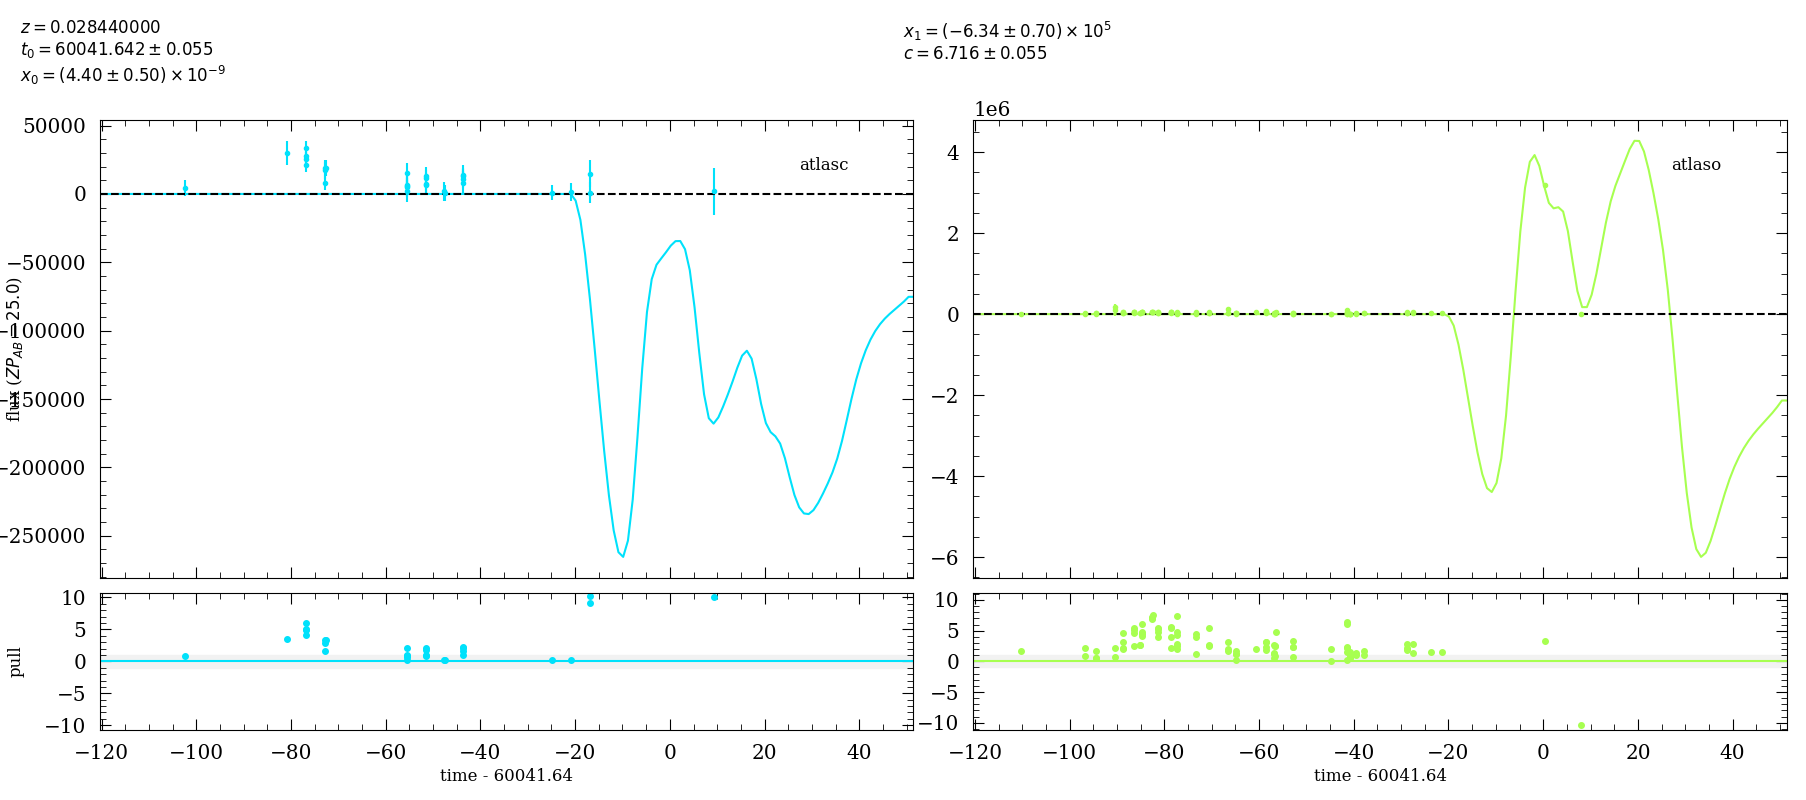 z = 0.028440000
t₀ = 60041.642 ± 0.055
x₀ = (4.40 ± 0.50) × 10⁻⁹
x₁ = (−6.34 ± 0.70) × 10⁵
c = 6.716 ± 0.055
flux (ZP_AB = 25.0)
50000
0
−50000
−100000
−150000
−200000
−250000
atlasc
1e6
4
2
0
−2
−4
−6
atlaso
pull
10
5
0
−5
−10
−120 −100 −80 −60 −40 −20 0 20 40
time - 60041.64
10
5
0
−5
−10
−120 −100 −80 −60 −40 −20 0 20 40
time - 60041.64